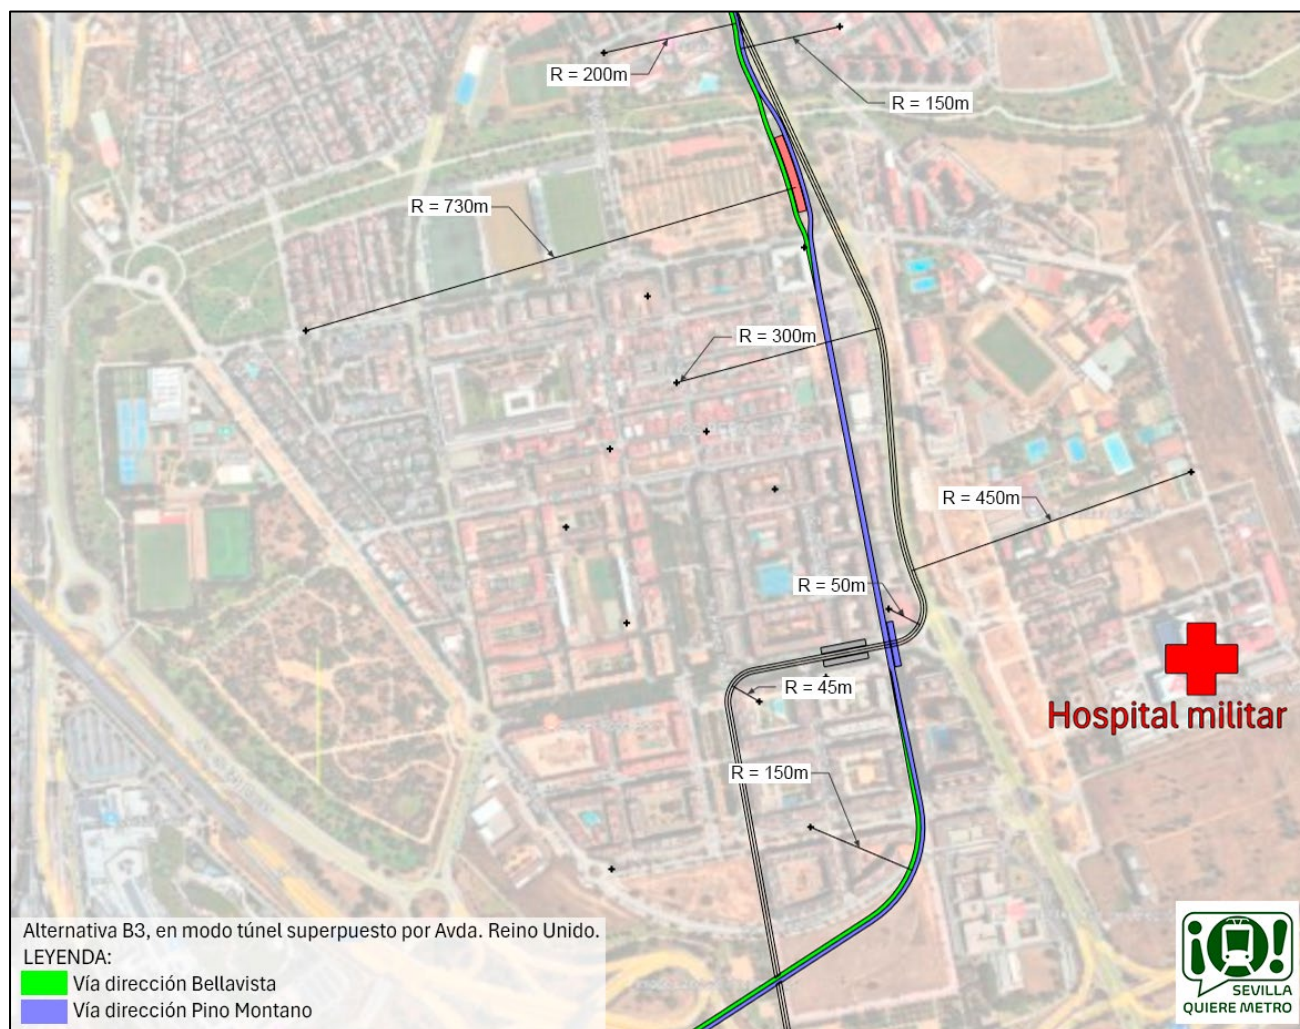 R = 200m
R = 150m
R = 730m
R = 300m
R = 450m
R = 50m
R = 45m
Hospital militar
R = 150m
Alternativa B3, en modo túnel superpuesto por Avda. Reino Unido.
LEYENDA:
Vía dirección Bellavista
Vía dirección Pino Montano
¡O!
SEVILLA
QUIERE METRO